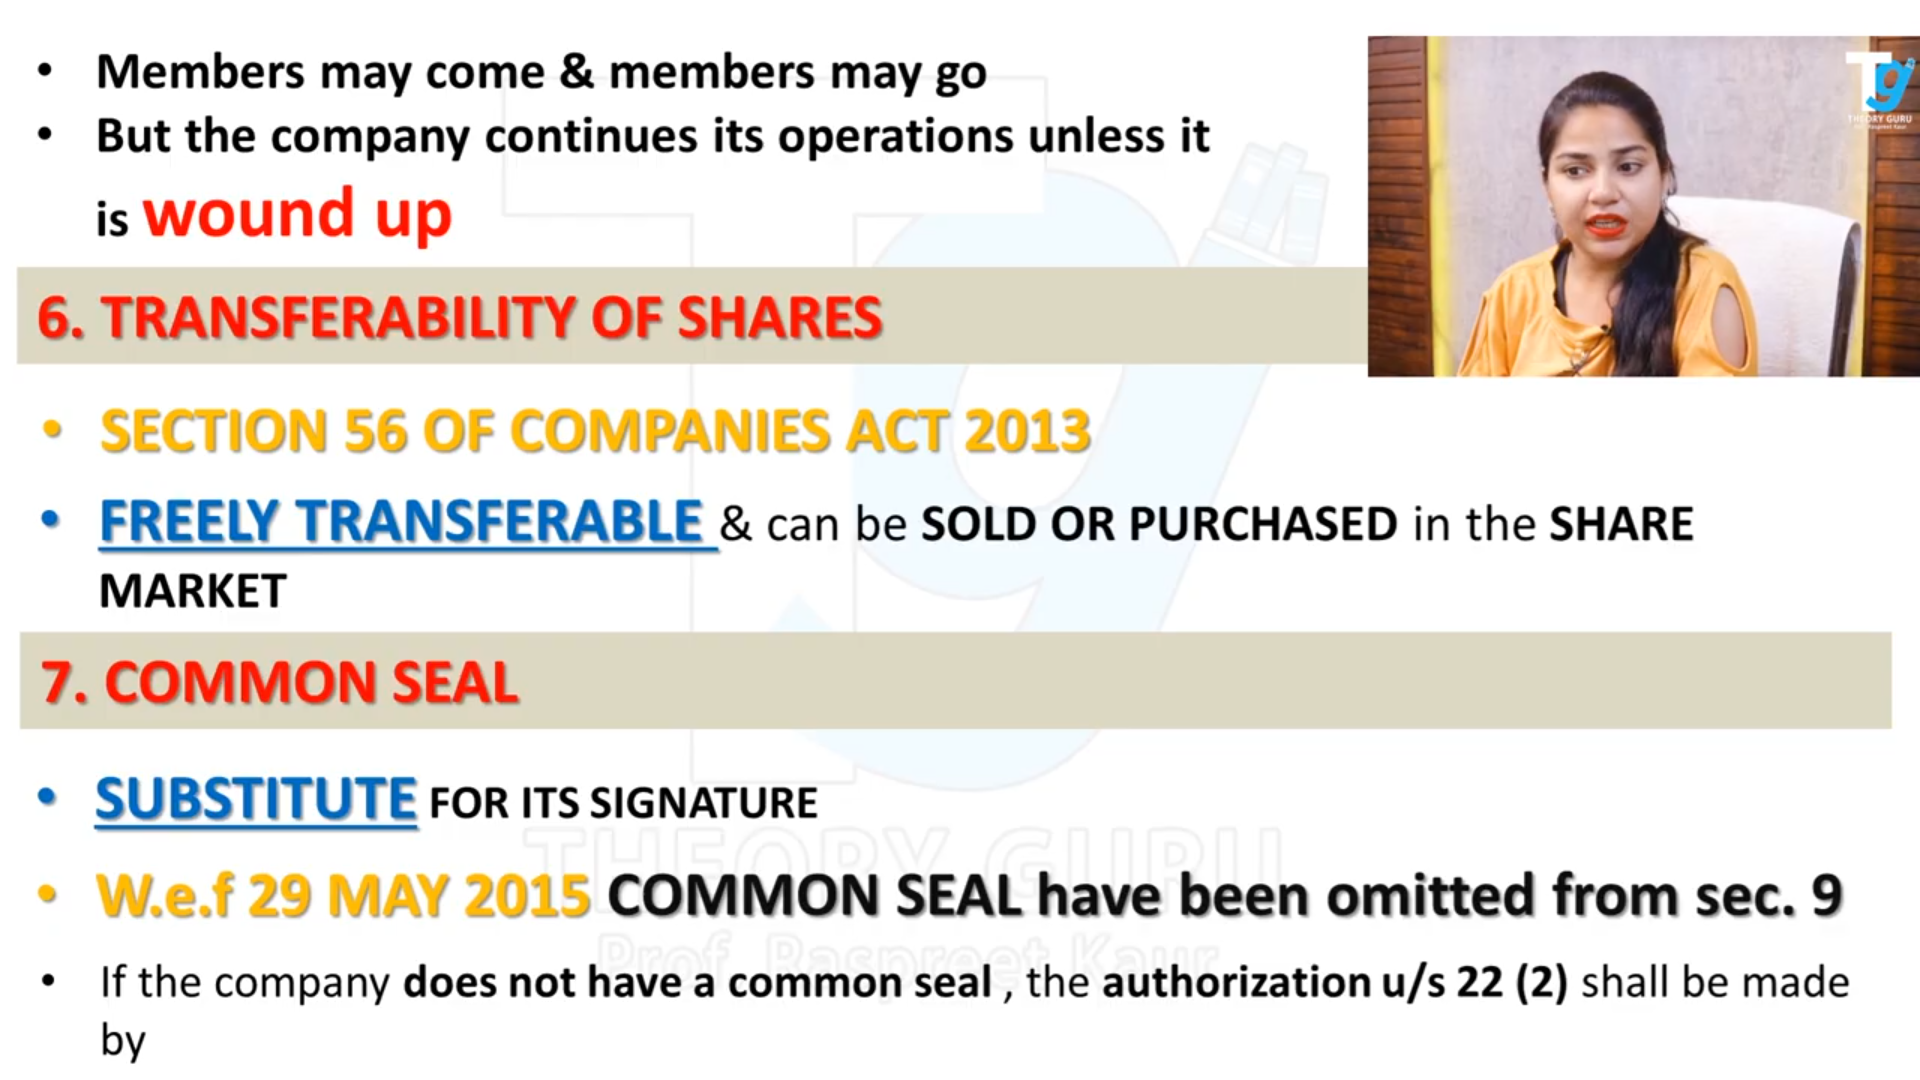 • Members may come & members may go
• But the company continues its operations unless it
is wound up
6. TRANSFERABILITY OF SHARES
• SECTION 56 OF COMPANIES ACT 2013
• FREELY TRANSFERABLE & can be SOLD OR PURCHASED in the SHARE
MARKET
7. COMMON SEAL
• SUBSTITUTE FOR ITS SIGNATURE
• W.e.f 29 MAY 2015 COMMON SEAL have been omitted from sec. 9
• If the company does not have a common seal , the authorization u/s 22 (2) shall be made
by
Tg
THEORY GURU
Prof. Raspreet Kaur
Tg
THEORY GURU
Prof. Raspreet Kaur